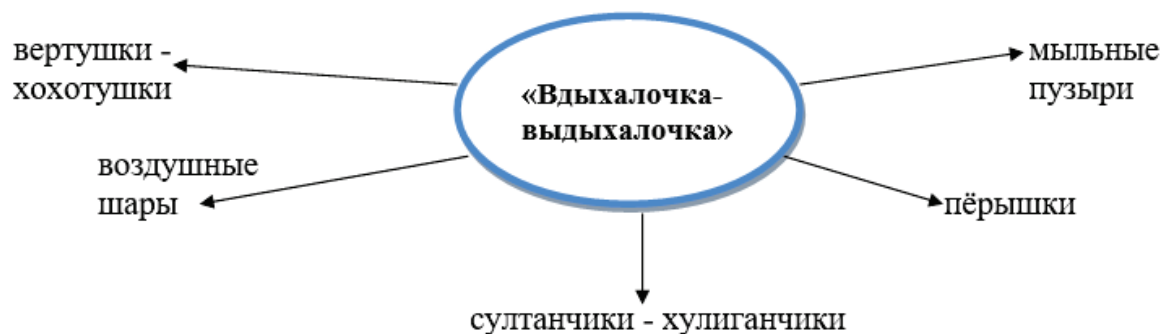 вертушки -
хохотушки
«Вдыхалочка-
выдыхалочка»
мыльные
пузыри
воздушные
шары
пёрышки
султанчики - хулиганчики